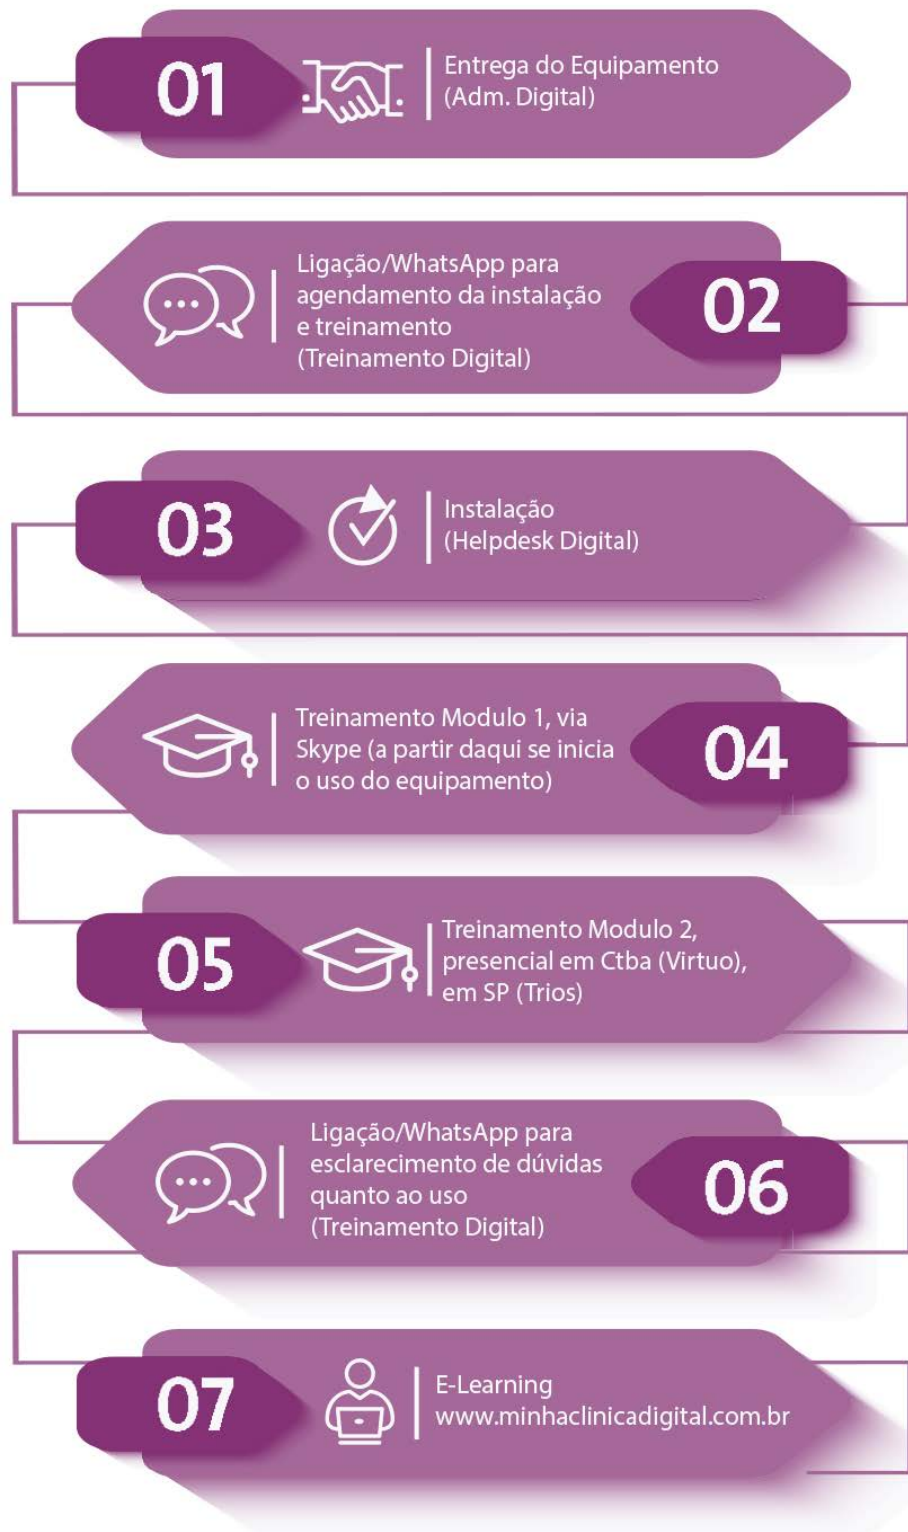 01
Entrega do Equipamento
(Adm. Digital)
Ligação/WhatsApp para
agendamento da instalação
e treinamento
(Treinamento Digital)
02
03
Instalação
(Helpdesk Digital)
Treinamento Modulo 1, via
Skype (a partir daqui se inicia
o uso do equipamento)
04
05
Treinamento Modulo 2,
presencial em Ctba (Virtuo),
em SP (Trios)
Ligação/WhatsApp para
esclarecimento de dúvidas
quanto ao uso
(Treinamento Digital)
06
07
E-Learning
www.minhaclinicadigital.com.br